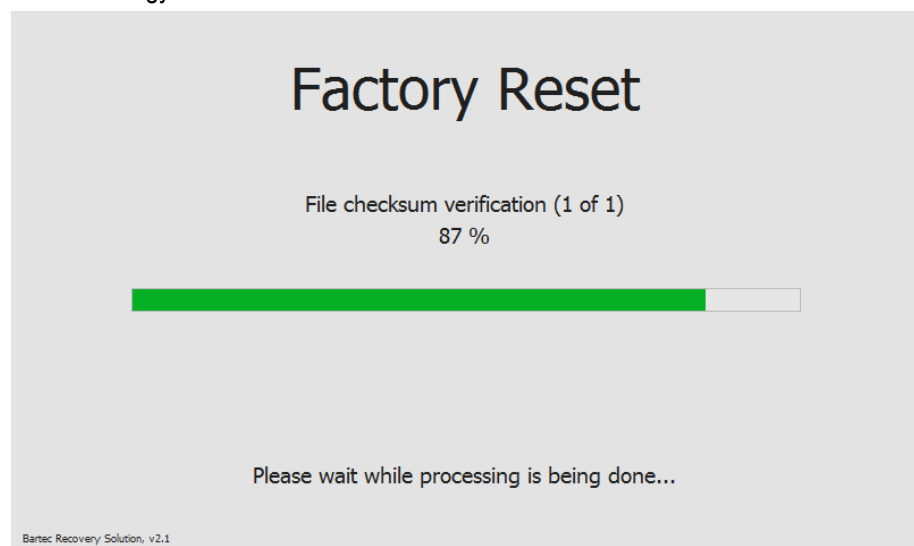 Factory Reset
File checksum verification (1 of 1)
87 %
Please wait while processing is being done...
Bartec Recovery Solution, v2.1